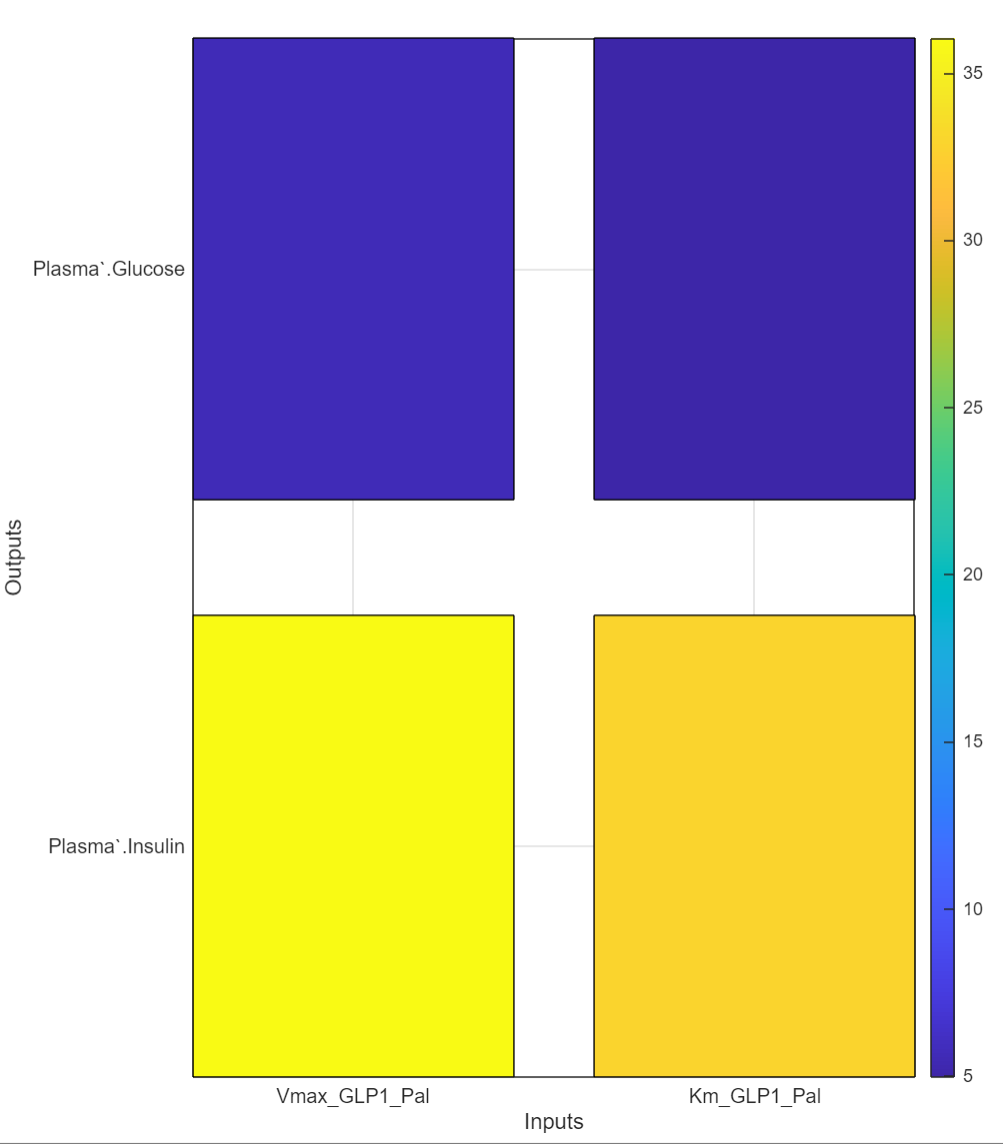 35
Plasma`.Glucose
30
25
Outputs
20
15
Plasma`.Insulin
10
5
Vmax_GLP1_Pal
Km_GLP1_Pal
Inputs